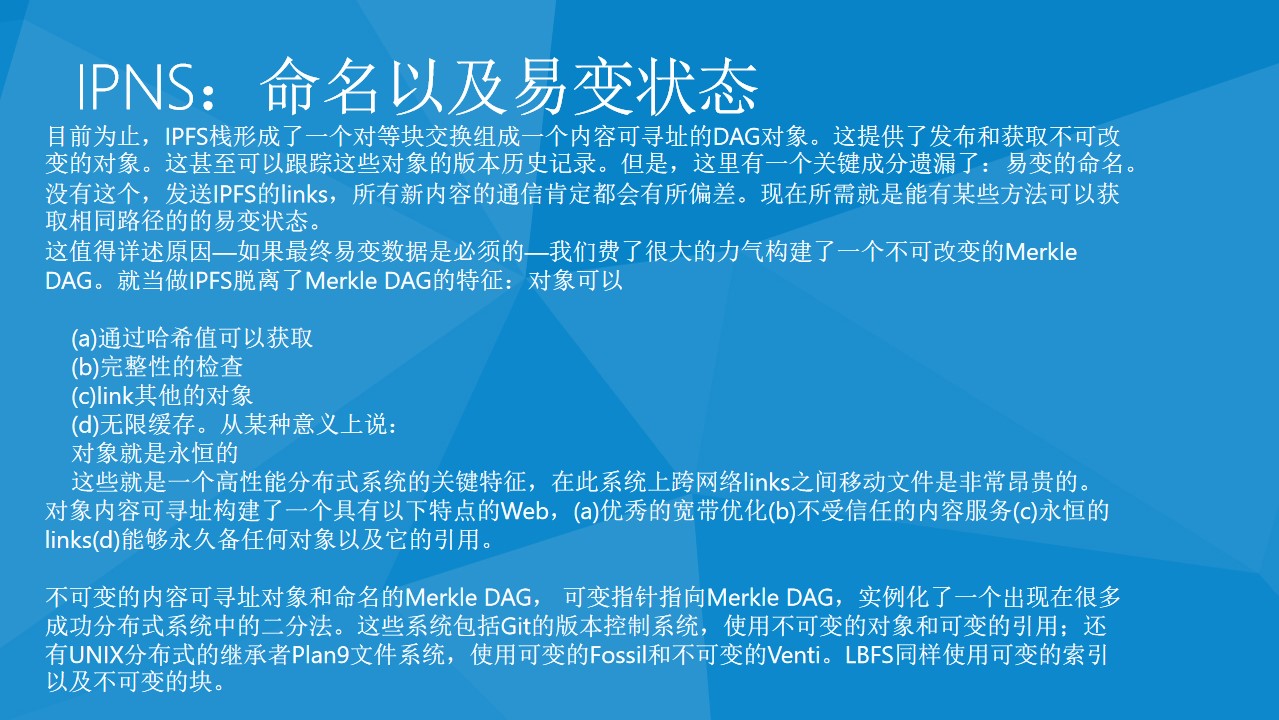 IPNS：命名以及易变状态
目前为止，IPFS栈形成了一个对等块交换组成一个内容可寻址的DAG对象。这提供了发布和获取不可改
变的对象。这甚至可以跟踪这些对象的版本历史记录。但是，这里有一个关键成分遗漏了：易变的命名。
没有这个，发送IPFS的links，所有新内容的通信肯定都会有所偏差。现在所需就是能有某些方法可以获
取相同路径的的易变状态。
这值得详述原因—如果最终易变数据是必须的—我们费了很大的力气构建了一个不可改变的Merkle
DAG。就当做IPFS脱离了Merkle DAG的特征：对象可以
(a)通过哈希值可以获取
(b)完整性的检查
(c)link其他的对象
(d)无限缓存。从某种意义上说：
对象就是永恒的
这些就是一个高性能分布式系统的关键特征，在此系统上跨网络links之间移动文件是非常昂贵的。
对象内容可寻址构建了一个具有以下特点的Web，(a)优秀的宽带优化(b)不受信任的内容服务(c)永恒的
links(d)能够永久备任何对象以及它的引用。
不可变的内容可寻址对象和命名的Merkle DAG， 可变指针指向Merkle DAG，实例化了一个出现在很多
成功分布式系统中的二分法。这些系统包括Git的版本控制系统，使用不可变的对象和可变的引用；还
有UNIX分布式的继承者Plan9文件系统，使用可变的Fossil和不可变的Venti。LBFS同样使用可变的索引
以及不可变的块。